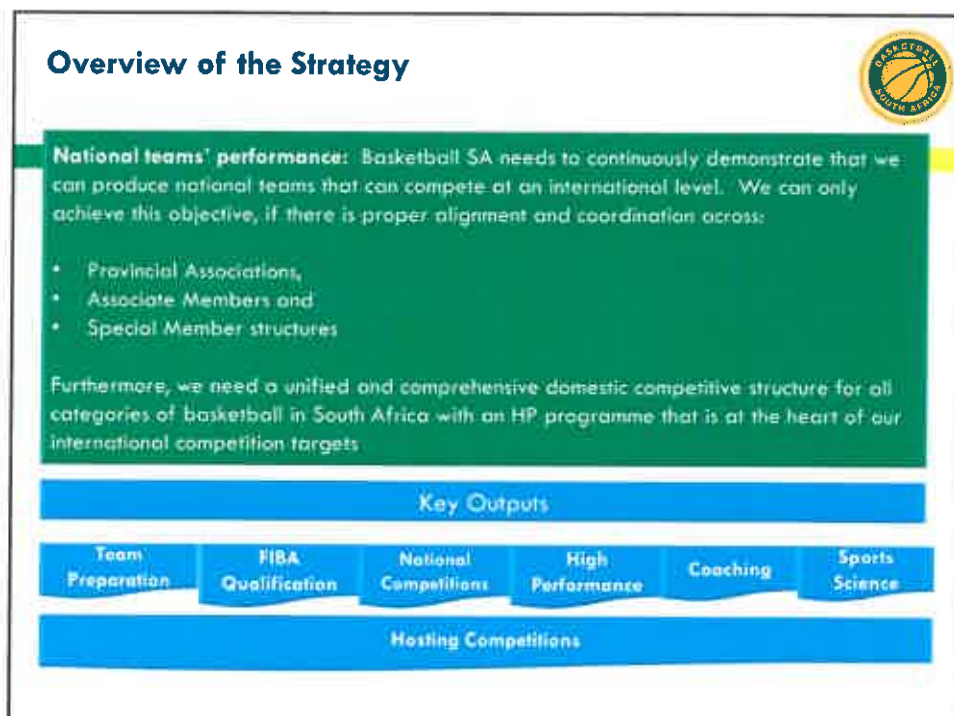 Overview of the Strategy
BASKETBALL
SOUTH AFRICA
National teams' performance: Basketball SA needs to continuously demonstrate that we
can produce national teams that can compete at an international level. We can only
achieve this objective, if there is proper alignment and coordination across:
• Provincial Associations,
• Associate Members and
• Special Member structures
Furthermore, we need a unified and comprehensive domestic competitive structure for all
categories of basketball in South Africa with an HP programme that is at the heart of our
international competition targets
Key Outputs
Team
Preparation
FIBA
Qualification
National
Competitions
High
Performance
Coaching
Sports
Science
Hosting Competitions